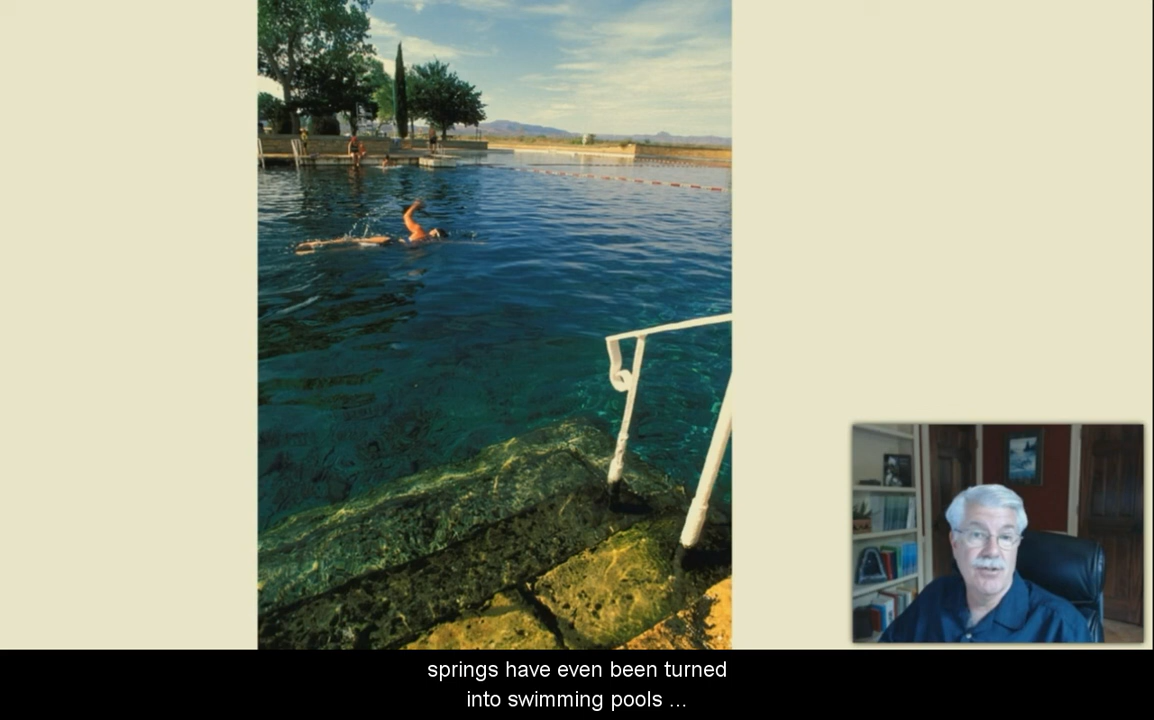 springs have even been turned
into swimming pools ...